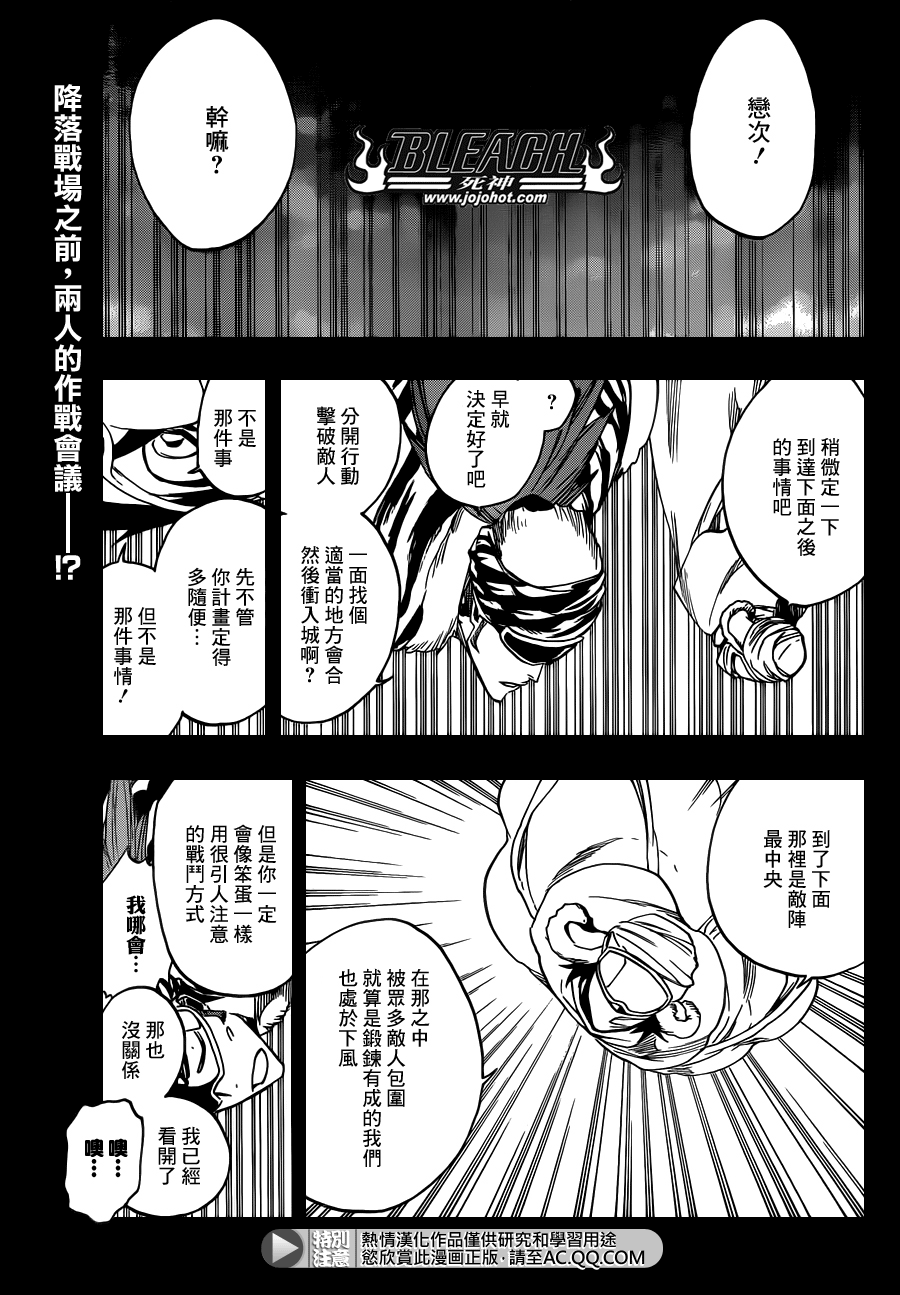 戀次！
BLEACH
死神
www.jojohot.com
幹嘛？
降落戰場之前，兩人的作戰會議——!?
稍微定一下
到達下面之後
的事情吧
？
早就
決定好了吧
分開行動
擊破敵人
一面找個
適當的地方會合
然後衝入城啊？
不是
那件事
先不管
你計畫定得
多隨便…
但不是
那件事情！
到了下面
那裡是敵陣
最中央
在那之中
被眾多敵人包圍
就算是鍛鍊有成的我們
也處於下風
但是你一定
會像笨蛋一樣
用很引人注意
的戰鬥方式
我哪會…
那也
沒關係
我已經
看開了
噢…
噢…
特別
注意
熱情漢化作品僅供研究和學習用途
慾欣賞此漫画正版，請至AC.QQ.COM